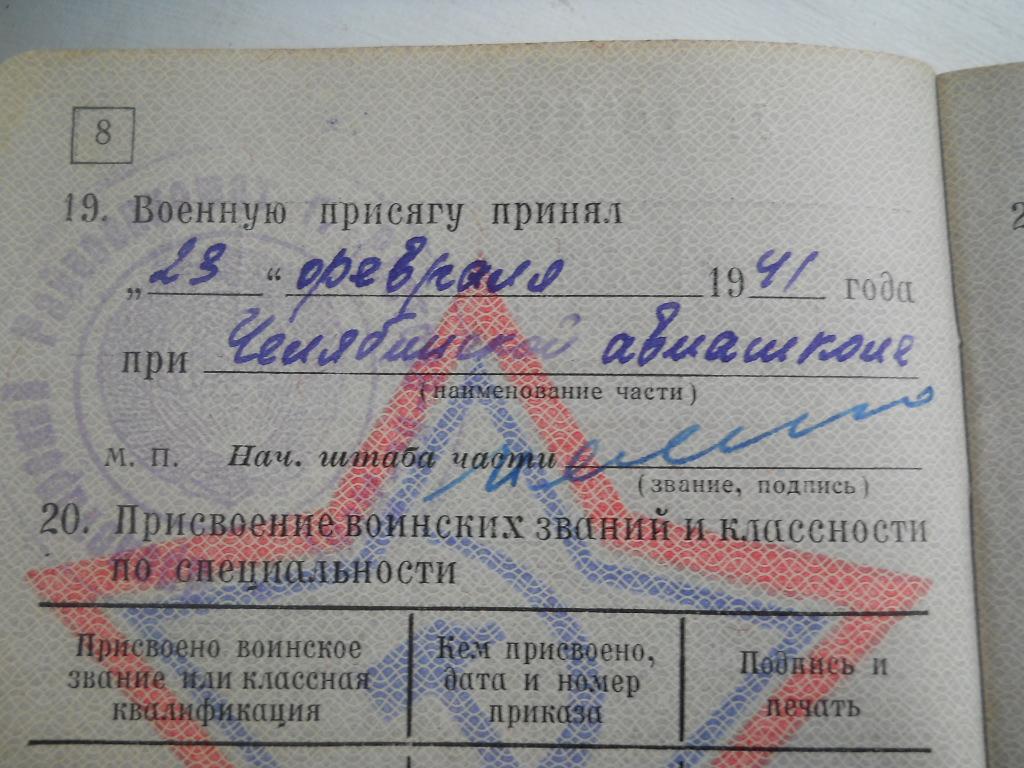 8
19. Военную присягу принял
„23“ февраля 1941 года
при Челябинской авиашколе
(наименование части)
М. П. Нач. штаба части
(звание, подпись)
20. Присвоение воинских званий и классности
по специальности
Присвоено воинское
звание или классная
квалификация
Кем присвоено,
дата и номер
приказа
Подпись и
печать
2